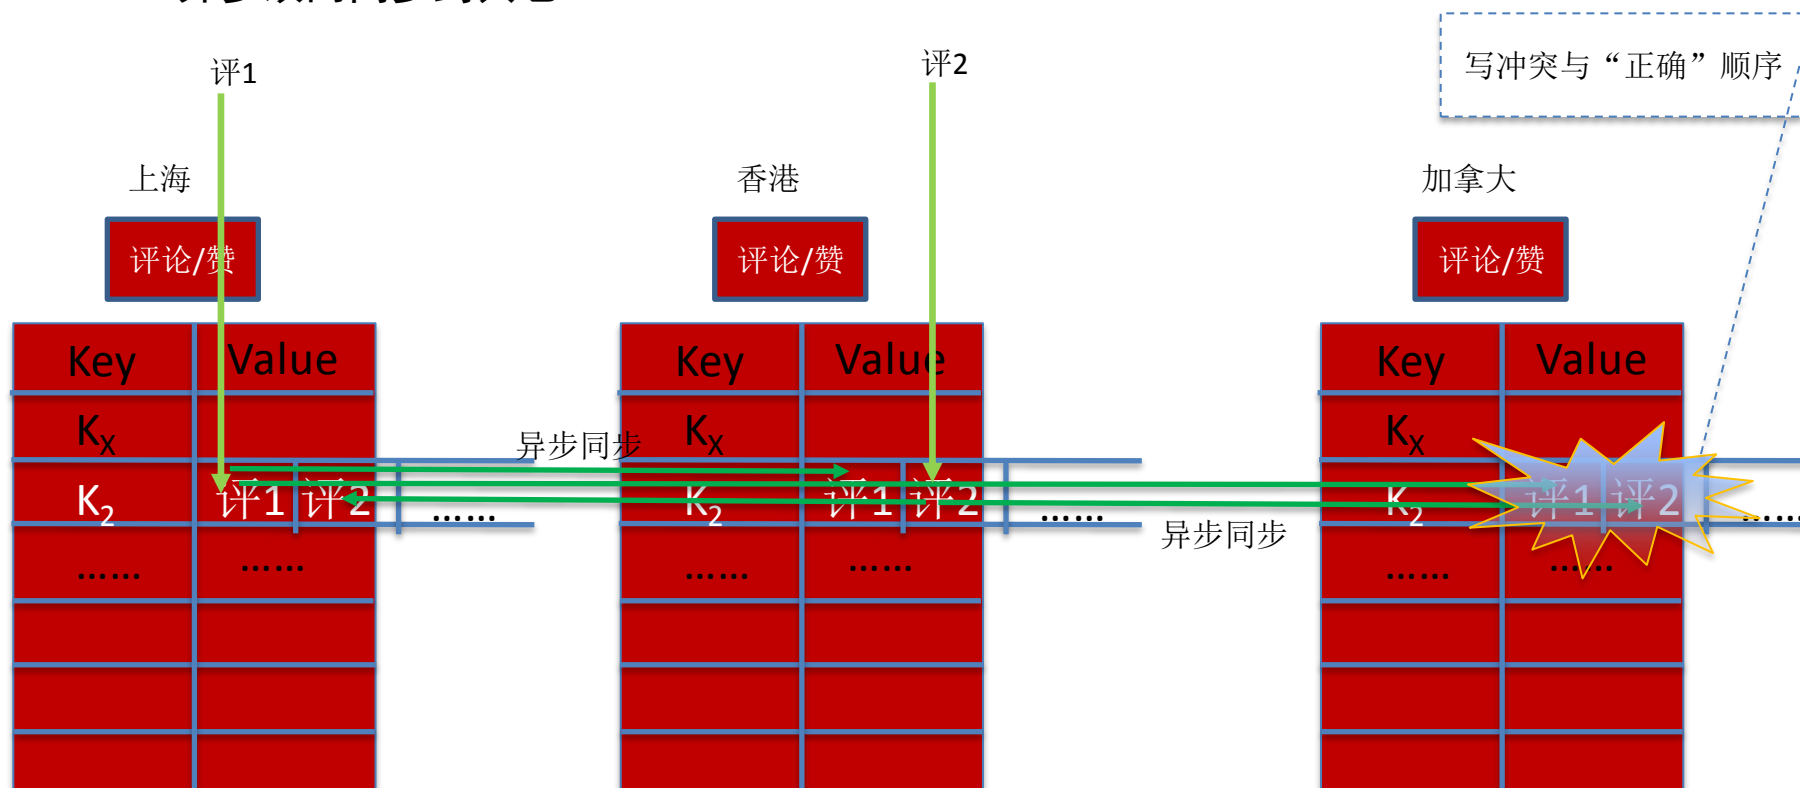 评1
评2
写冲突与“正确”顺序
上海
香港
加拿大
评论/赞
评论/赞
评论/赞
Key Value
Key Value
Key Value
KX
KX
KX
异步同步
K2 评1 评2 ……
K2 评1 评2 ……
K2 评1 评2 ……
异步同步
…… ……
…… ……
…… ……